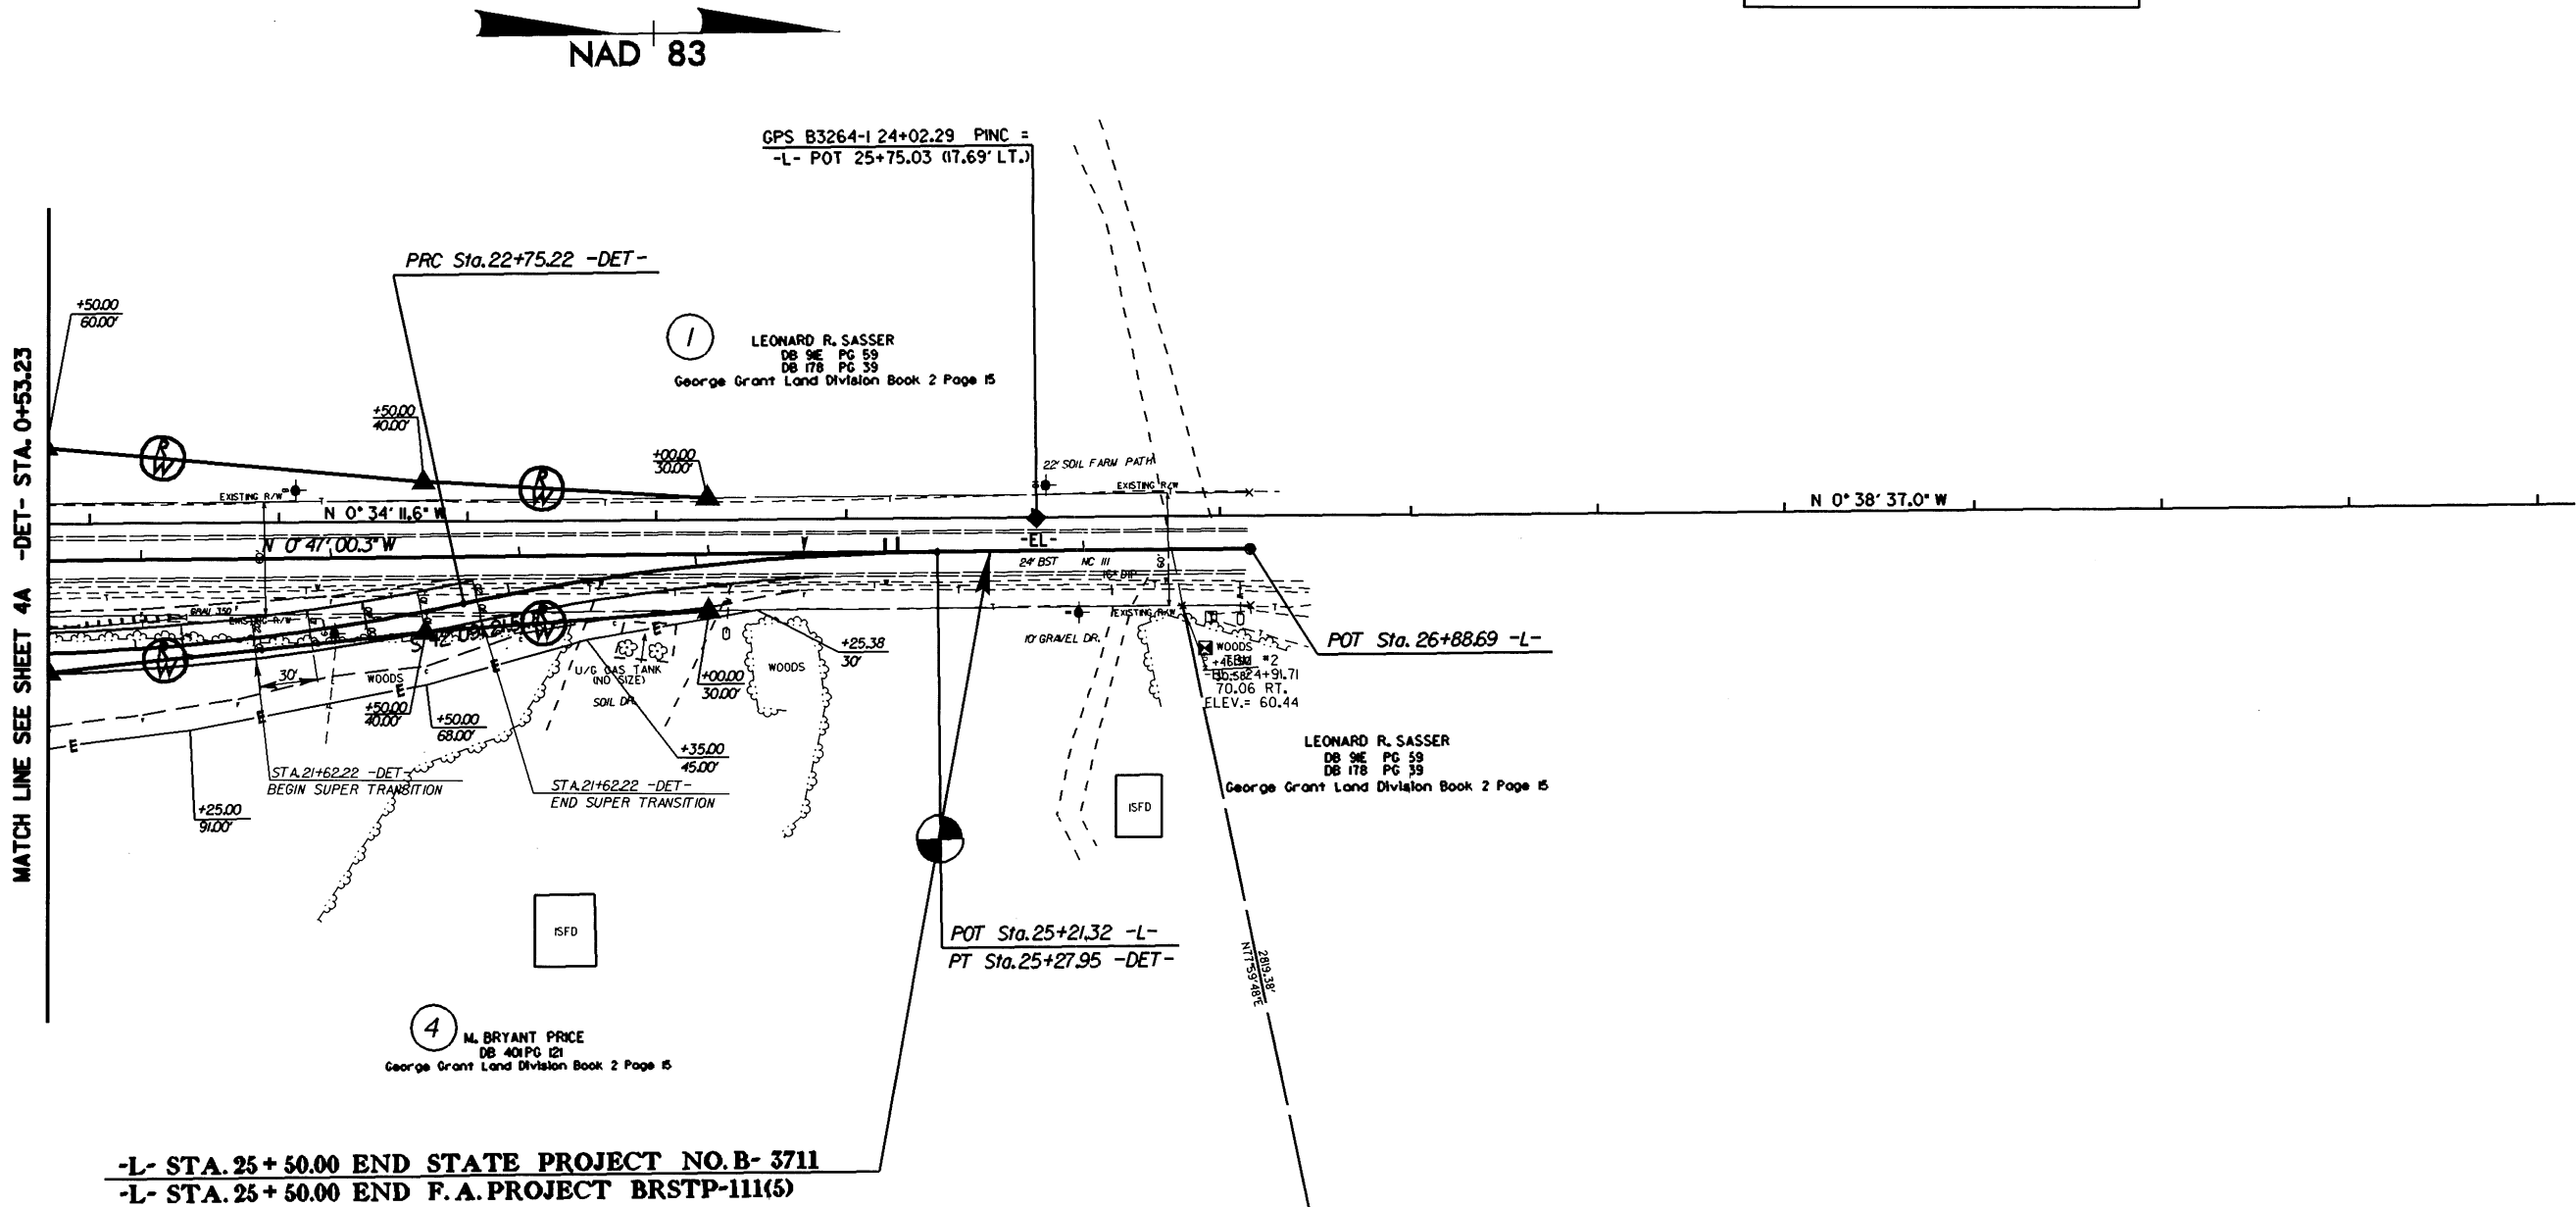 NAD 83
GPS B3264-1 24+02.29 PINC =
-L- POT 25+75.03 (17.69' LT.)
PRC Sta. 22+75.22 -DET-
+50.00
60.00'
1
LEONARD R. SASSER
DB 91E PG 59
DB 178 PG 39
George Grant Land Division Book 2 Page 15
MATCH LINE SEE SHEET 4A -DET- STA. 0+53.23
+50.00
40.00'
+00.00
30.00'
R/W
R/W
22' SOIL FARM PATH
EXISTING R/W
EXISTING R/W
N 0° 34' 11.6" W
N 0° 38' 37.0" W
N 0° 47' 00.3" W
-EL-
24' BST NC 111
60'
EXISTING R/W
EXISTING R/W
R/W
R/W
10' GRAVEL DR.
POT Sta. 26+88.69 -L-
+25.38
30'
WOODS
U/G GAS TANK
(NO SIZE)
SOIL DR.
WOODS
30'
WOODS
+00.00
30.00'
+50.00
40.00'
+50.00
68.00'
E
E
E
E
E
+35.00
45.00'
#2
70.06 RT.
ELEV.= 60.44
LEONARD R. SASSER
DB 91E PG 59
DB 178 PG 39
George Grant Land Division Book 2 Page 15
STA. 21+62.22 -DET-
BEGIN SUPER TRANSITION
STA. 21+62.22 -DET-
END SUPER TRANSITION
+25.00
91.00'
ISFD
ISFD
POT Sta. 25+21.32 -L-
PT Sta. 25+27.95 -DET-
2819.38'
N77°59'48"E
4
M. BRYANT PRICE
DB 401 PG 121
George Grant Land Division Book 2 Page 15
-L- STA. 25 + 50.00 END STATE PROJECT NO. B- 3711
-L- STA. 25 + 50.00 END F. A. PROJECT BRSTP-111(5)